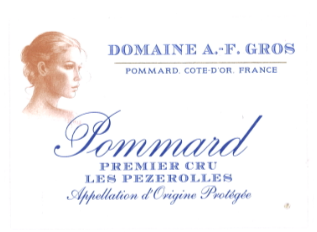 DOMAINE A.-F. GROS
POMMARD, COTE-D'OR, FRANCE
Pommard
PREMIER CRU
LES PEZEROLLES
Appellation d'Origine Protégée